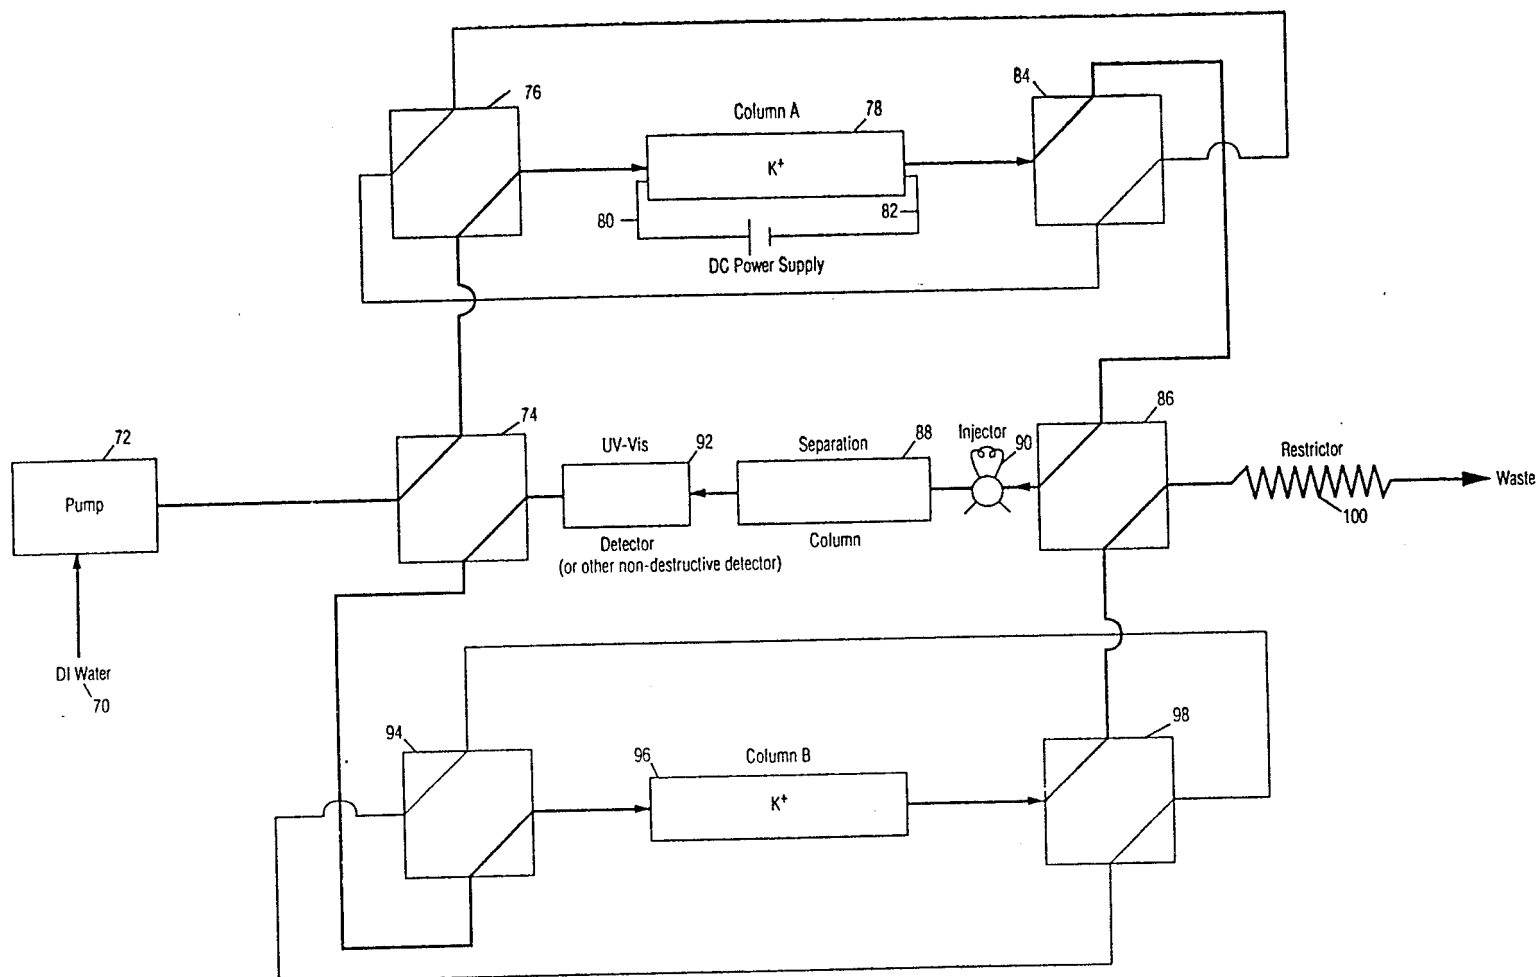 76
84
Column A
78
K+
80
82
DC Power Supply
72
Pump
74
UV-Vis
92
Separation
88
Injector
90
86
Restrictor
Waste
100
Detector
(or other non-destructive detector)
Column
DI Water
70
94
96
Column B
K+
98